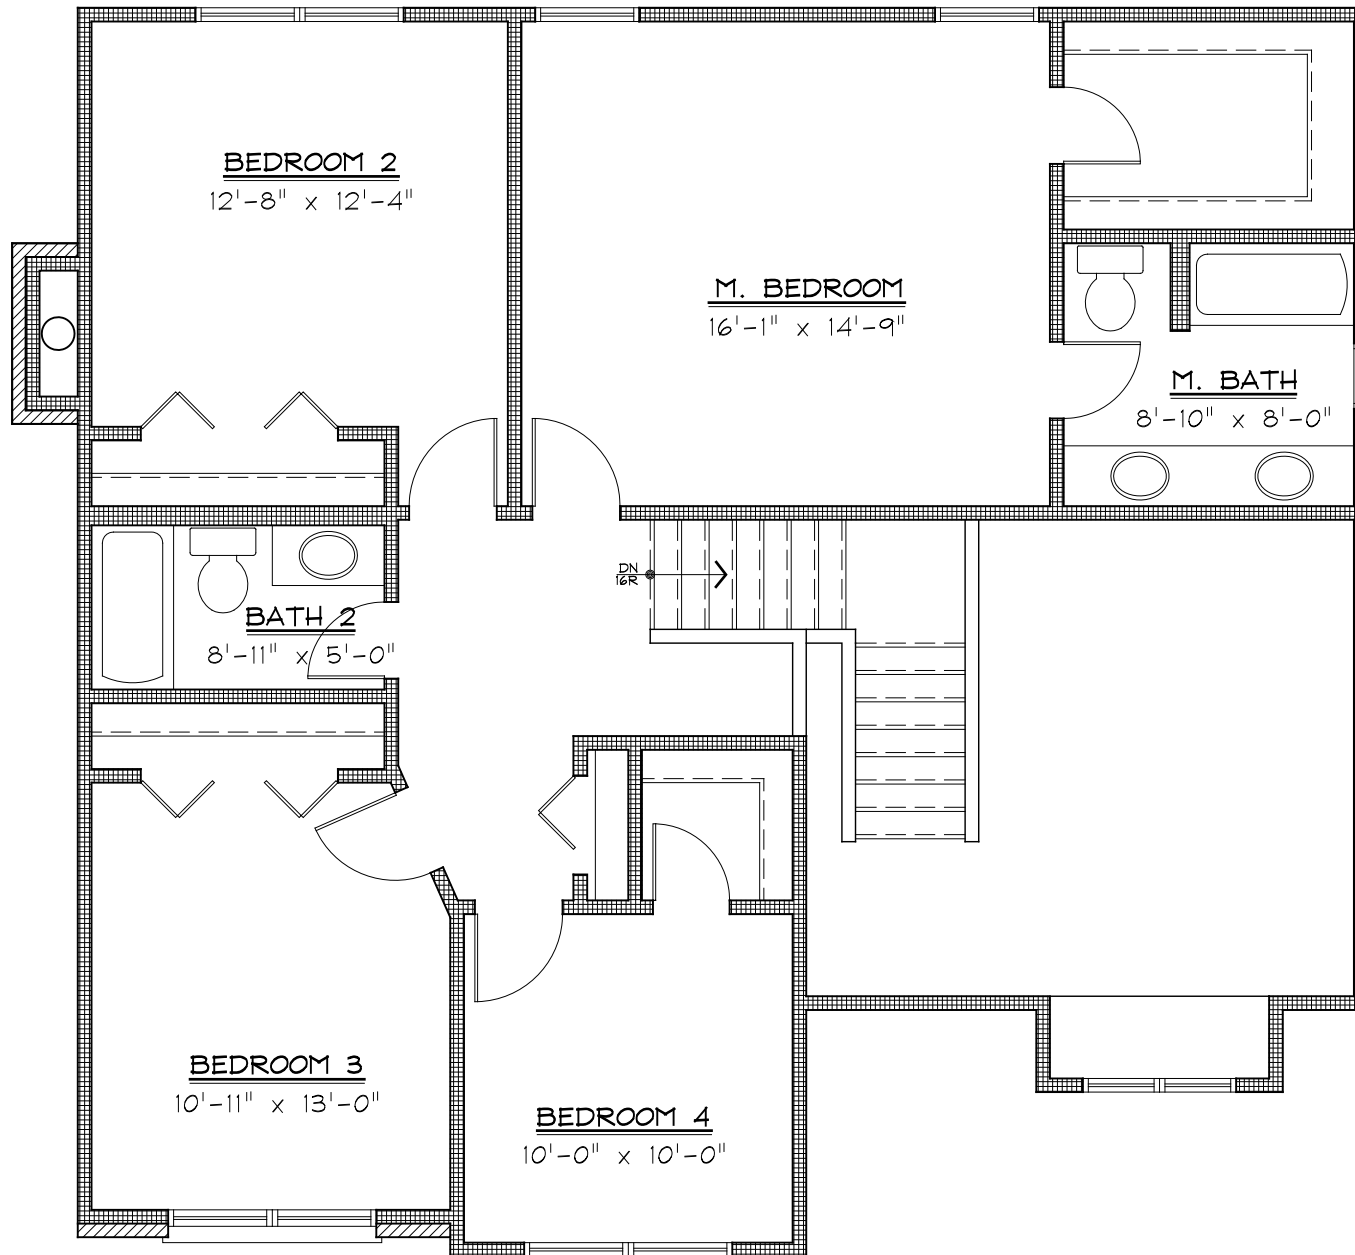 BEDROOM 2
12'-8" x 12'-4"
M. BEDROOM
16'-1" x 14'-9"
M. BATH
8'-10" x 8'-0"
DN
16R
BATH 2
8'-11" x 5'-0"
BEDROOM 3
10'-11" x 13'-0"
BEDROOM 4
10'-0" x 10'-0"